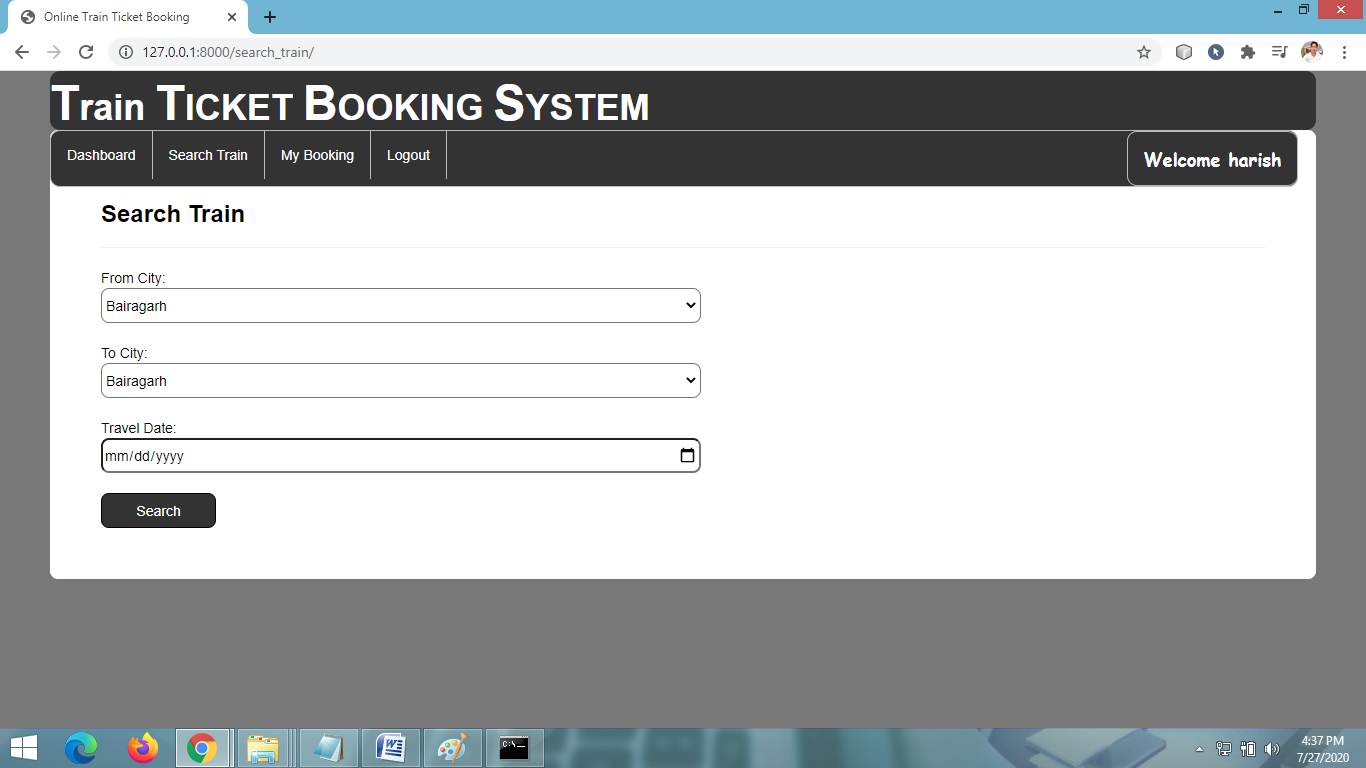 Online Train Ticket Booking
127.0.0.1:8000/search_train/
Train TICKET BOOKING SYSTEM
Dashboard Search Train My Booking Logout Welcome harish
Search Train
From City:
Bairagarh
To City:
Bairagarh
Travel Date:
mm/dd/yyyy
Search
4:37 PM
7/27/2020